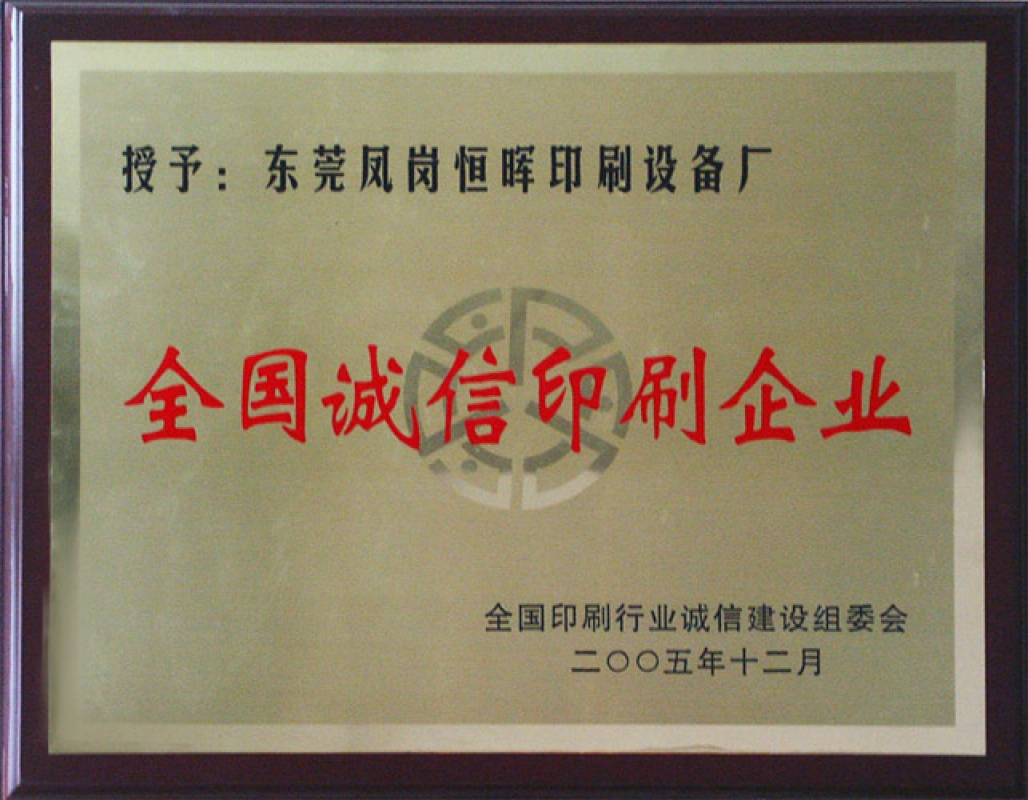 授予：东莞凤岗恒晖印刷设备厂
全国诚信印刷企业
全国印刷行业诚信建设组委会
二〇〇五年十二月